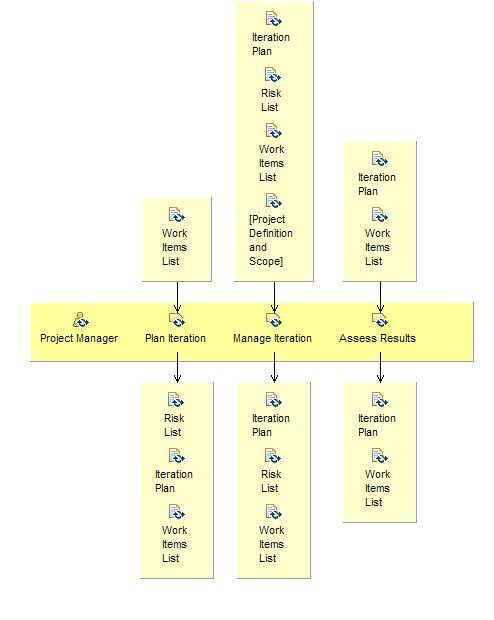 Iteration
Plan
Risk
List
Work
Items
List
[Project
Definition
and
Scope]
Iteration
Plan
Work
Items
List
Work
Items
List
Project Manager
Plan Iteration
Manage Iteration
Assess Results
Risk
List
Iteration
Plan
Work
Items
List
Iteration
Plan
Risk
List
Work
Items
List
Iteration
Plan
Work
Items
List